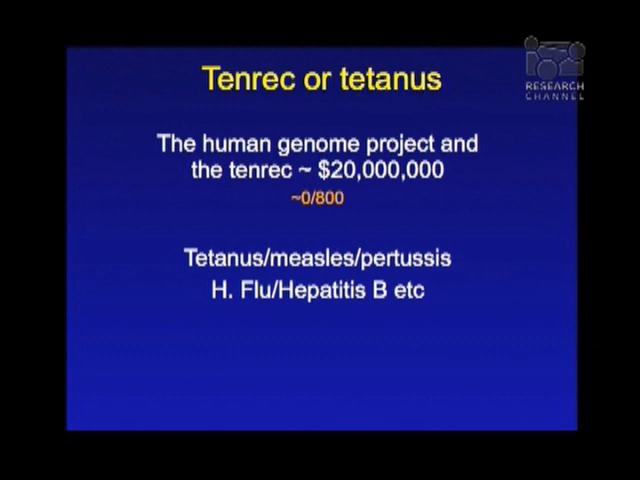 Tenrec or tetanus
RESEARCH
CHANNEL
The human genome project and
the tenrec ~ $20,000,000
~0/800
Tetanus/measles/pertussis
H. Flu/Hepatitis B etc